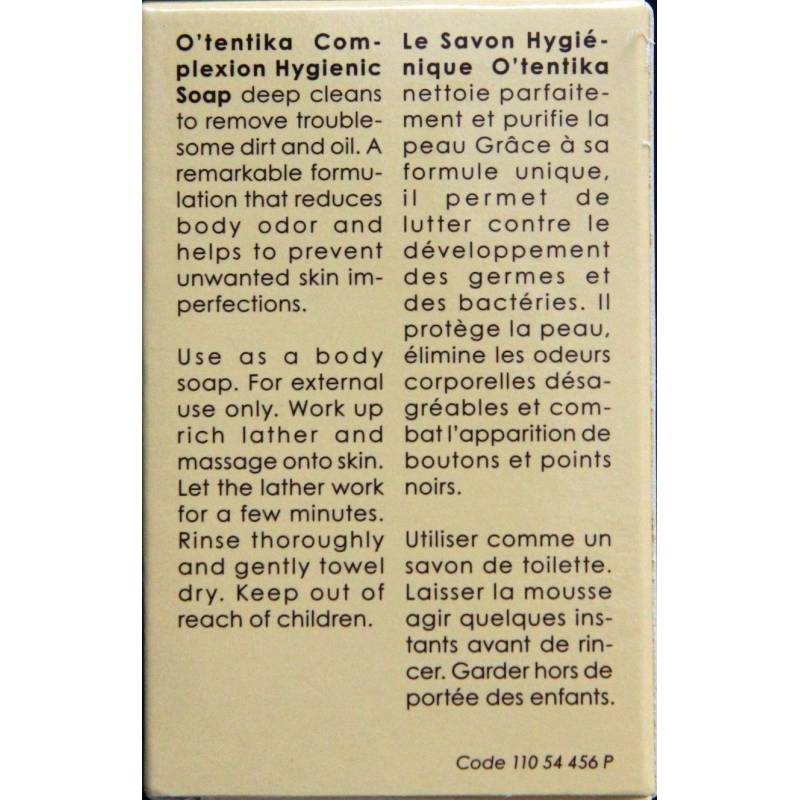 O'tentika Com-
plexion Hygienic
Soap deep cleans
to remove trouble-
some dirt and oil. A
remarkable formu-
lation that reduces
body odor and
helps to prevent
unwanted skin im-
perfections.
Use as a body
soap. For external
use only. Work up
rich lather and
massage onto skin.
Let the lather work
for a few minutes.
Rinse thoroughly
and gently towel
dry. Keep out of
reach of children.
Le Savon Hygié-
nique O'tentika
nettoie parfaite-
ment et purifie la
peau Grâce à sa
formule unique,
il permet de
lutter contre le
développement
des germes et
des bactéries. Il
protège la peau,
élimine les odeurs
corporelles désa-
gréables et com-
bat l'apparition de
boutons et points
noirs.
Utiliser comme un
savon de toilette.
Laisser la mousse
agir quelques ins-
tants avant de rin-
cer. Garder hors de
portée des enfants.
Code 110 54 456 P